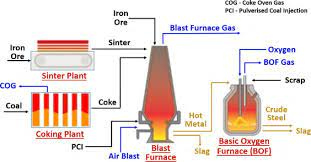 COG - Coke Oven Gas
PCI - Pulverised Coal Injection
Iron
Ore
Iron
Ore
Sinter
Blast Furnace Gas
Sinter Plant
COG
Coal
Coke
Coking Plant
PCI
Air Blast
Blast
Furnace
Hot
Metal
Slag
Oxygen
BOF Gas
Scrap
Crude
Steel
Slag
Basic Oxygen
Furnace (BOF)